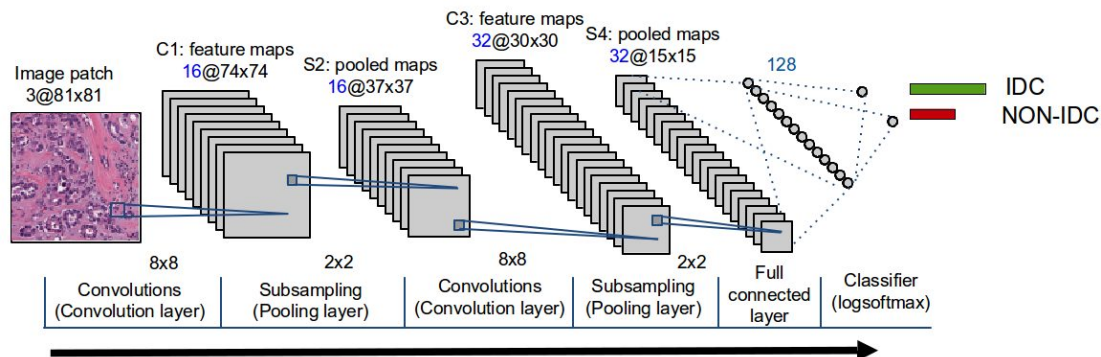 Image patch
3@81x81
C1: feature maps
16@74x74
S2: pooled maps
16@37x37
C3: feature maps
32@30x30
S4: pooled maps
32@15x15
128
IDC
NON-IDC
8x8
Convolutions
(Convolution layer)
2x2
Subsampling
(Pooling layer)
8x8
Convolutions
(Convolution layer)
2x2
Subsampling
(Pooling layer)
Full
connected
layer
Classifier
(logsoftmax)